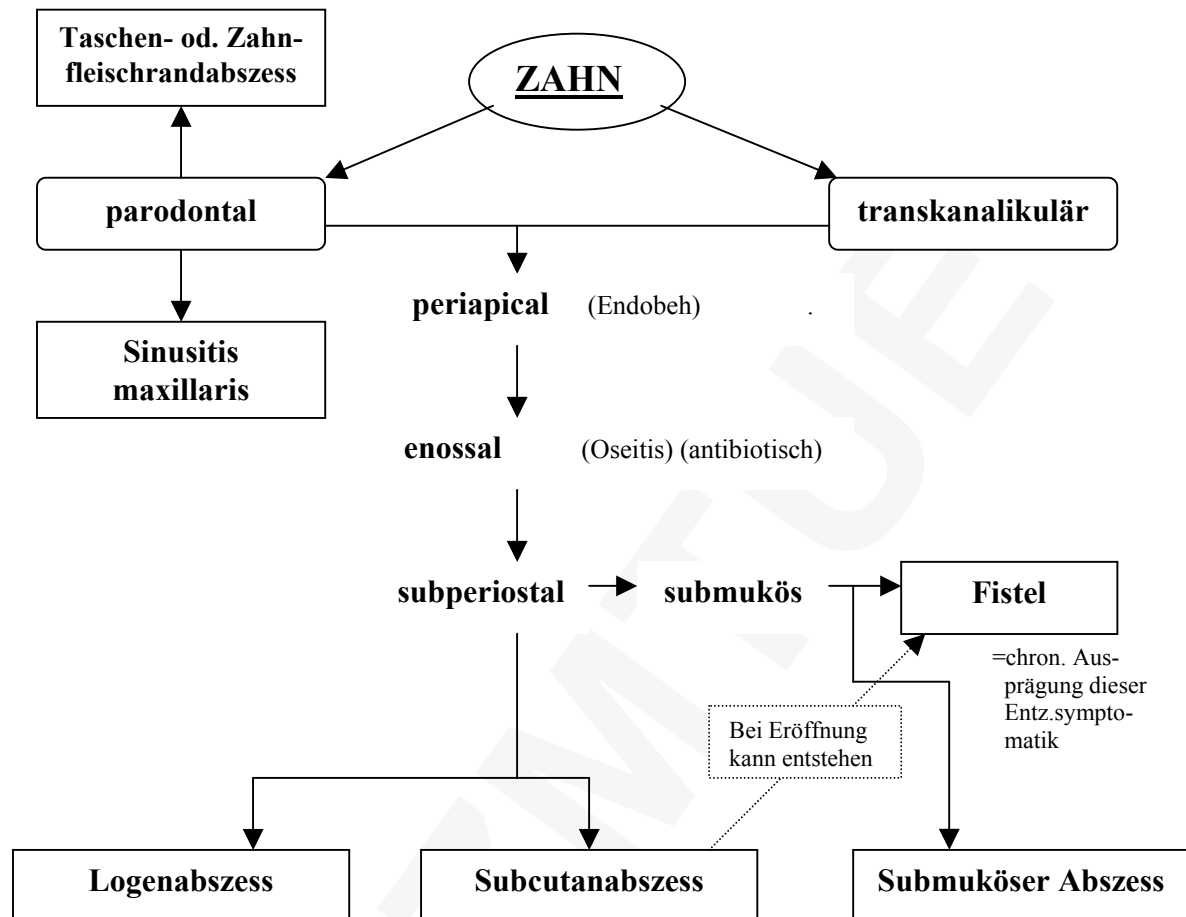 Taschen- od. Zahn-
fleischrandabszess
ZAHN
parodontal
transkanalikulär
periapical (Endobeh) .
Sinusitis
maxillaris
enossal (Oseitis) (antibiotisch)
subperiostal
submukös
Fistel
=chron. Aus-
prägung dieser
Entz.sympto-
matik
Bei Eröffnung
kann entstehen
Logenabszess
Subcutanabszess
Submuköser Abszess